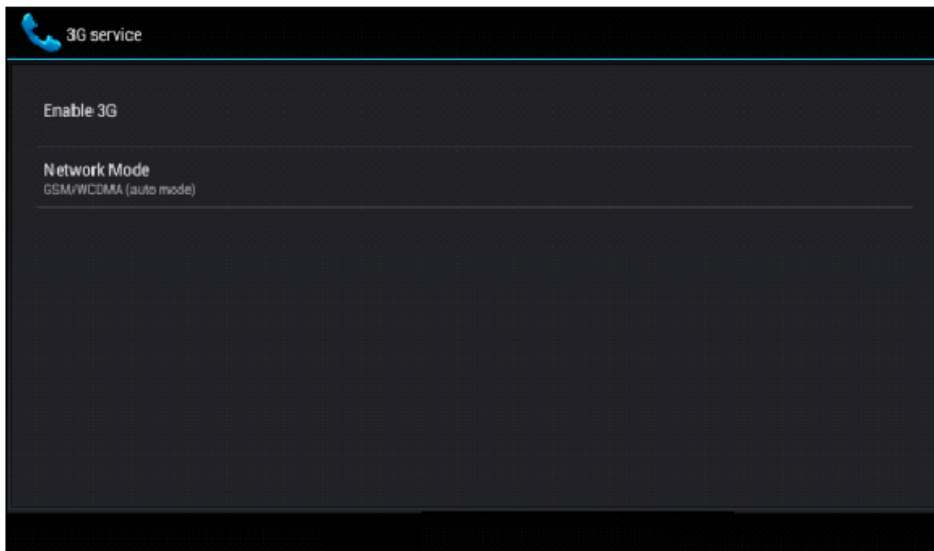 3G service
Enable 3G
Network Mode
GSM/WCDMA (auto mode)